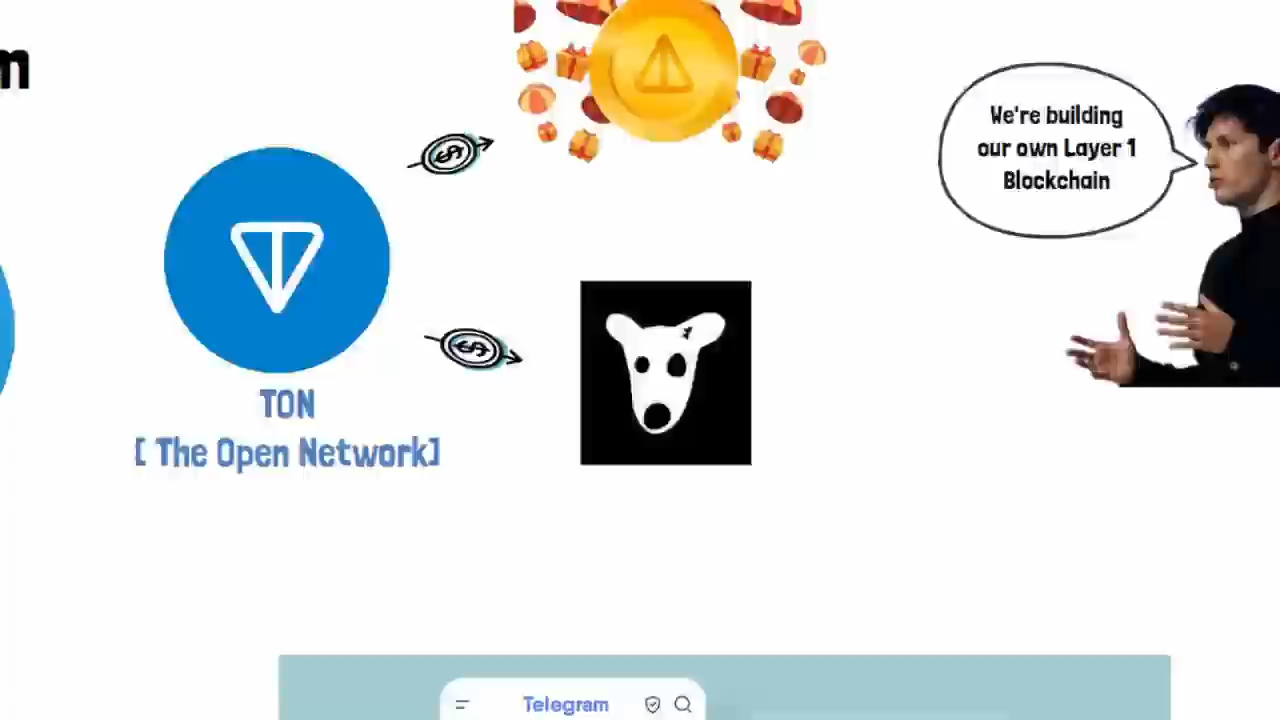 m
We're building
our own Layer 1
Blockchain
TON
[ The Open Network]
Telegram